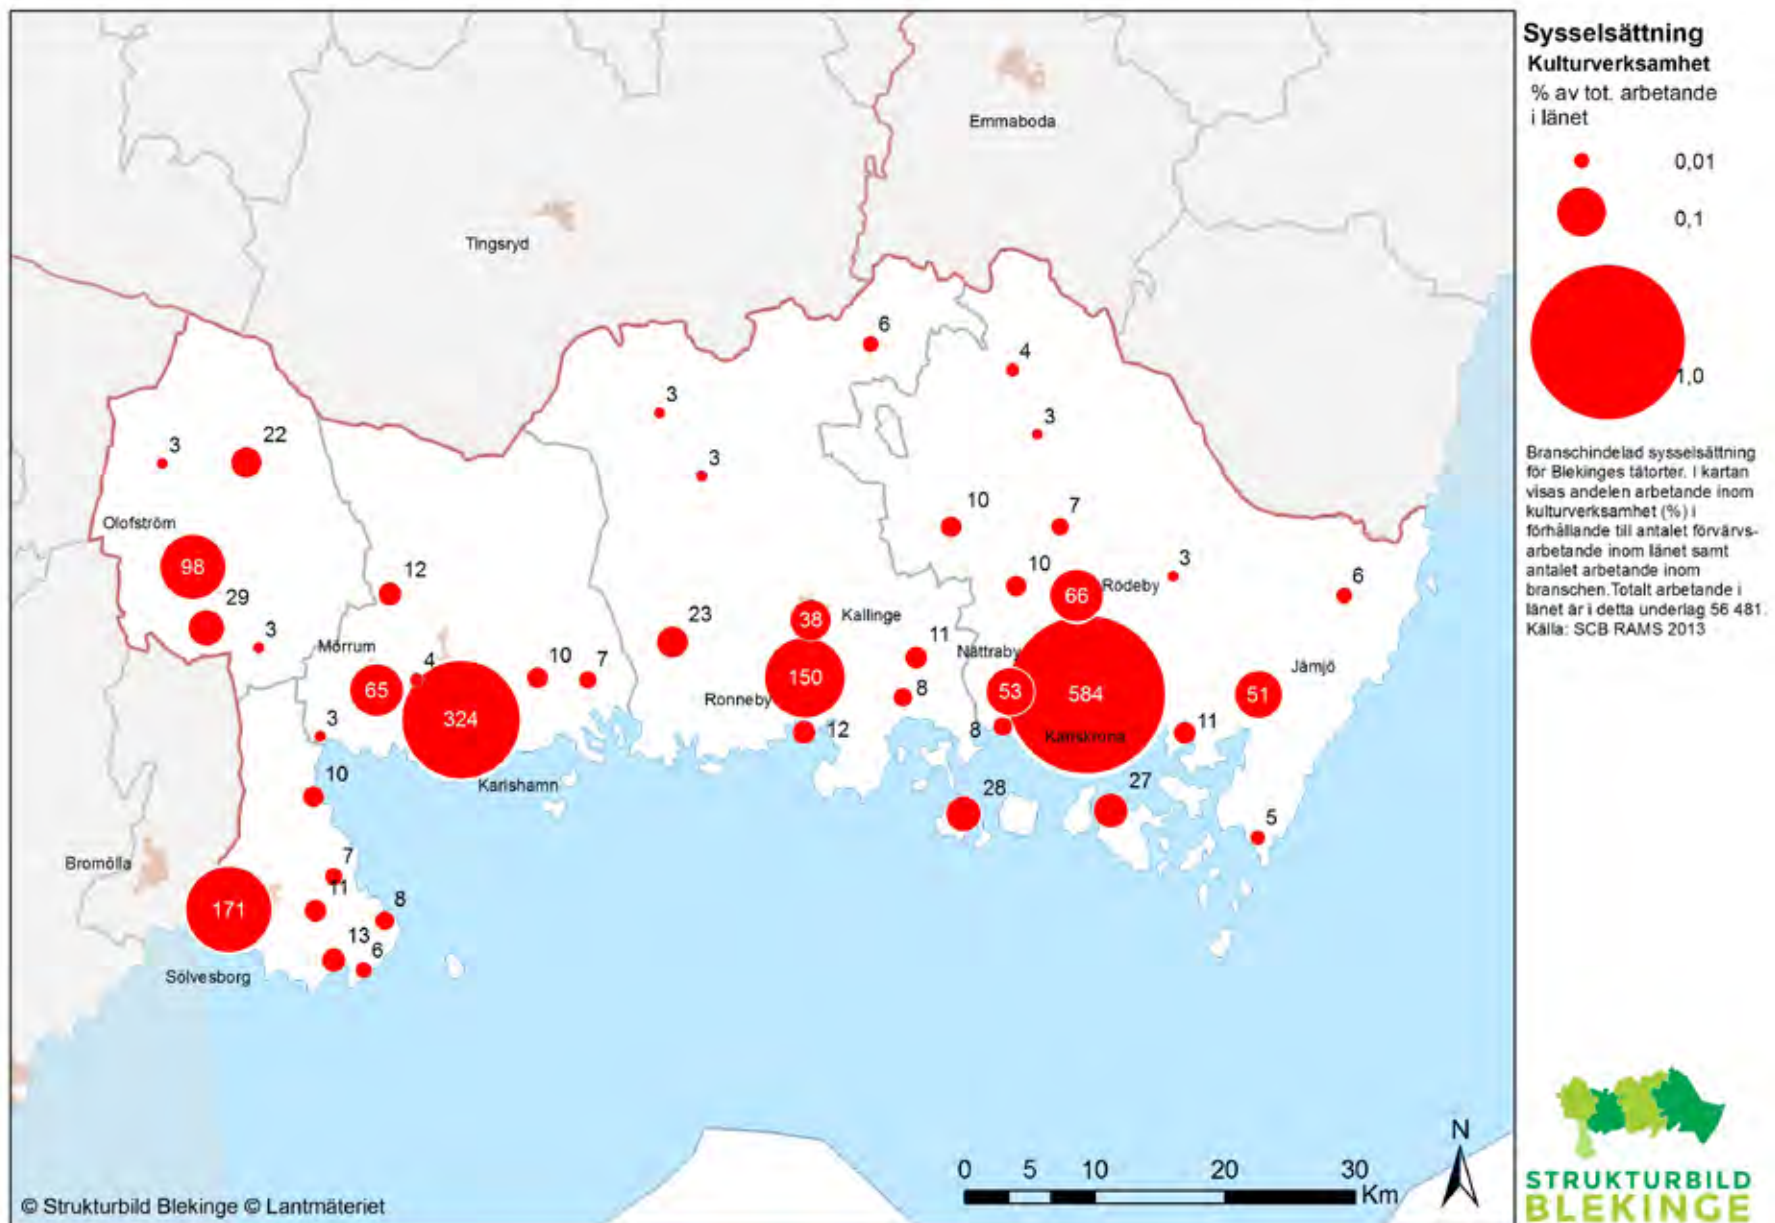 Sysselsättning
Kulturverksamhet
% av tot. arbetande
i länet
0,01
0,1
1,0
Branschindelad sysselsättning
för Blekinges tätorter. I kartan
visas andelen arbetande inom
kulturverksamhet (%) i
förhållande till antalet förvärvs-
arbetande inom länet samt
antalet arbetande inom
branschen. Totalt arbetande i
länet är i detta underlag 56 481.
Källa: SCB RAMS 2013
Emmaboda
Tingsryd
6
4
3
3
3
3
22
10
7
Olofström
98
12
10
3
6
66
Rödeby
29
38
Kallinge
23
3
Mörrum
11
Nättraby
Jämjö
4
10
7
65
150
53
584
51
Ronneby
8
324
3
12
8
Karlskrona
11
Karlshamn
10
28
27
5
Bromölla
7
11
8
171
13
6
Sölvesborg
N
0 5 10 20 30
Km
© Strukturbild Blekinge © Lantmäteriet
STRUKTURBILD
BLEKINGE